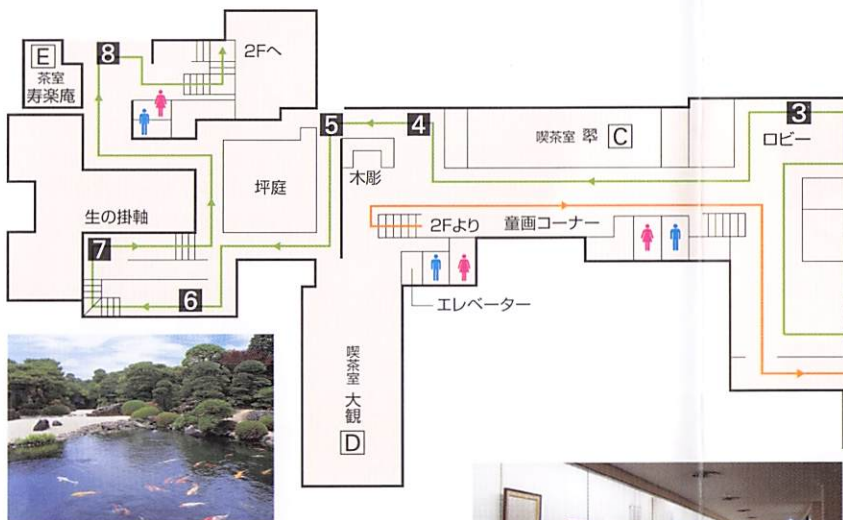 8
2Fへ
E
茶室
寿楽庵
3
5
4
喫茶室 翆 C
ロビー
木彫
坪庭
生の掛軸
2Fより
童画コーナー
7
6
エレベーター
喫茶室 大観
D